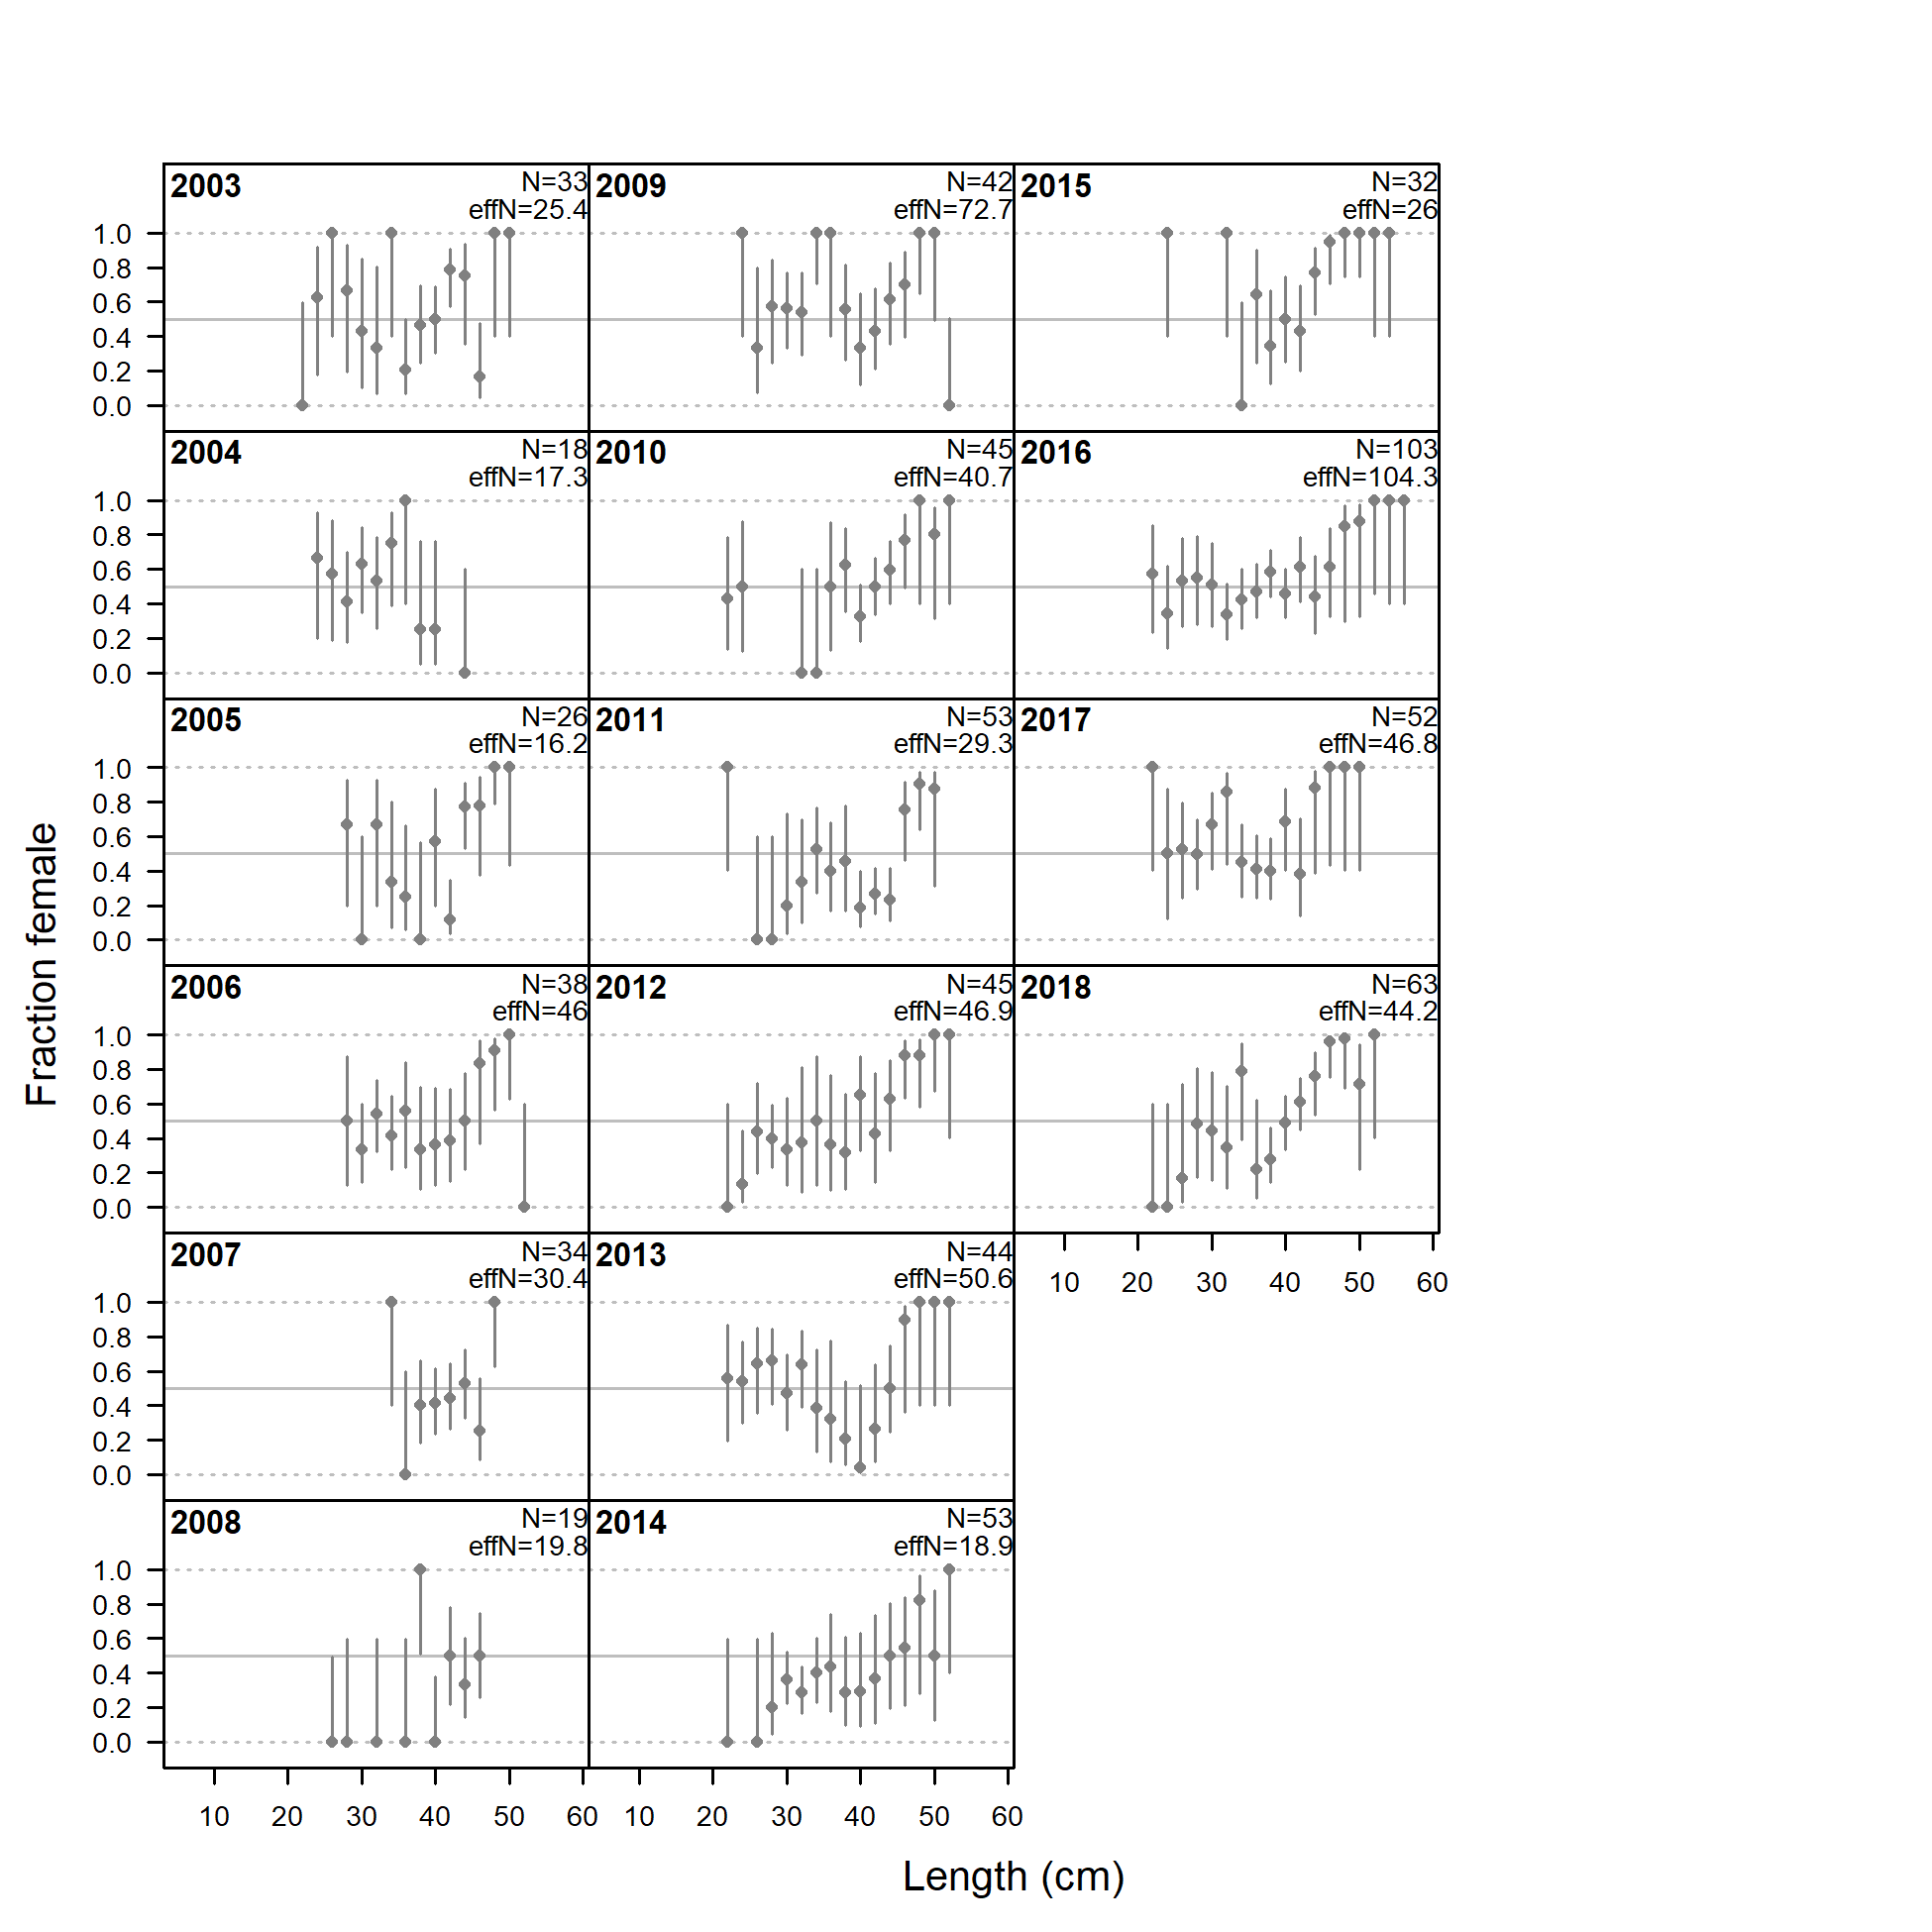 2003
N=33
effN=25.4
2009
N=42
effN=72.7
2015
N=32
effN=26
1.0
0.8
0.6
0.4
0.2
0.0
2004
N=18
effN=17.3
2010
N=45
effN=40.7
2016
N=103
effN=104.3
1.0
0.8
0.6
0.4
0.2
0.0
2005
N=26
effN=16.2
2011
N=53
effN=29.3
2017
N=52
effN=46.8
1.0
0.8
0.6
0.4
0.2
0.0
2006
N=38
effN=46
2012
N=45
effN=46.9
2018
N=63
effN=44.2
1.0
0.8
0.6
0.4
0.2
0.0
10 20 30 40 50 60
2007
N=34
effN=30.4
2013
N=44
effN=50.6
1.0
0.8
0.6
0.4
0.2
0.0
2008
N=19
effN=19.8
2014
N=53
effN=18.9
1.0
0.8
0.6
0.4
0.2
0.0
10 20 30 40 50 60
10 20 30 40 50 60
Fraction female
Length (cm)